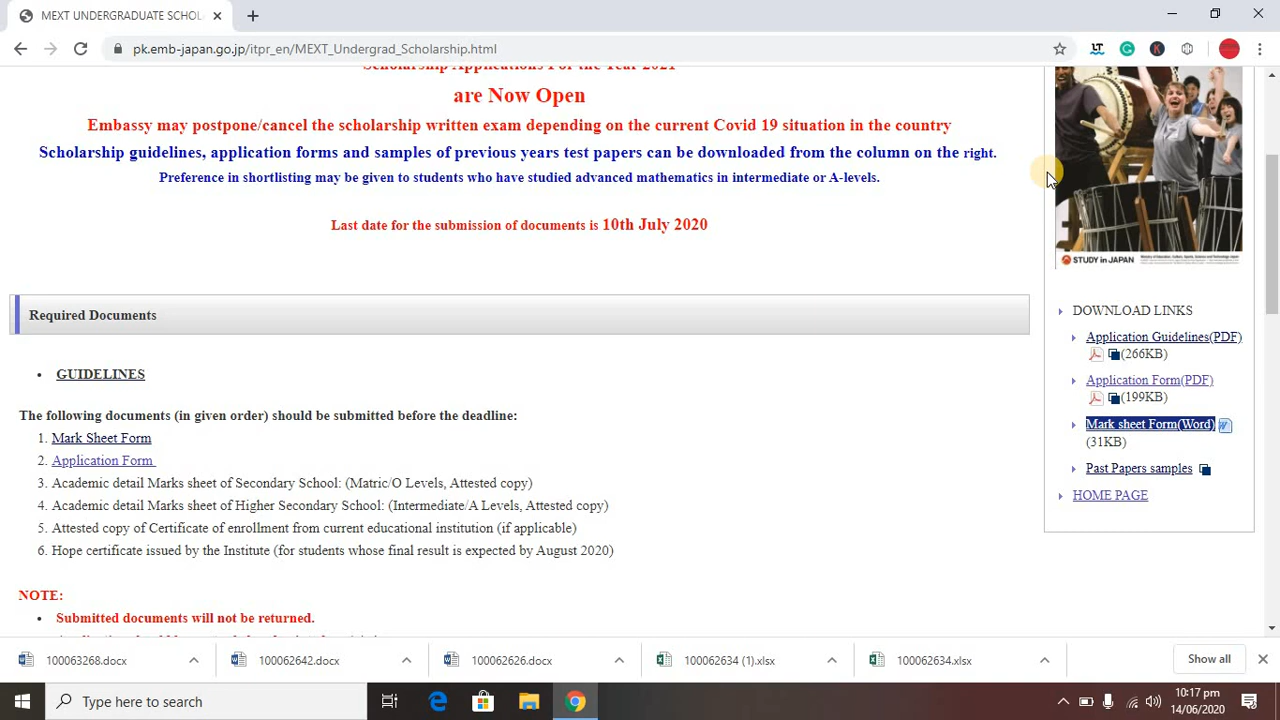 MEXT UNDERGRADUATE SCHOL
pk.emb-japan.go.jp/itpr_en/MEXT_Undergrad_Scholarship.html
Scholarship Applications For the Year 2021
are Now Open
Embassy may postpone/cancel the scholarship written exam depending on the current Covid 19 situation in the country
Scholarship guidelines, application forms and samples of previous years test papers can be downloaded from the column on the right.
Preference in shortlisting may be given to students who have studied advanced mathematics in intermediate or A-levels.
Last date for the submission of documents is 10th July 2020
Required Documents
• GUIDELINES
The following documents (in given order) should be submitted before the deadline:
1. Mark Sheet Form
2. Application Form
3. Academic detail Marks sheet of Secondary School: (Matric/O Levels, Attested copy)
4. Academic detail Marks sheet of Higher Secondary School: (Intermediate/A Levels, Attested copy)
5. Attested copy of Certificate of enrollment from current educational institution (if applicable)
6. Hope certificate issued by the Institute (for students whose final result is expected by August 2020)
NOTE:
• Submitted documents will not be returned.
STUDY in JAPAN
DOWNLOAD LINKS
Application Guidelines(PDF)
(266KB)
Application Form(PDF)
(199KB)
Mark sheet Form(Word)
(31KB)
Past Papers samples
HOME PAGE
100063268.docx
100062642.docx
100062626.docx
100062634 (1).xlsx
100062634.xlsx
Show all
Type here to search
10:17 pm
14/06/2020